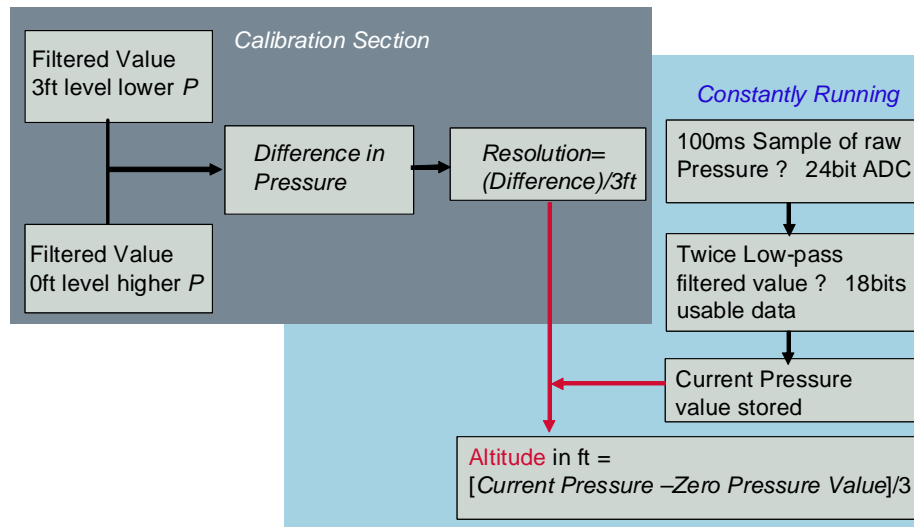 Calibration Section
Filtered Value
3ft level lower P
Difference in
Pressure
Resolution=
(Difference)/3ft
Filtered Value
0ft level higher P
Constantly Running
100ms Sample of raw
Pressure ? 24bit ADC
Twice Low-pass
filtered value ? 18bits
usable data
Current Pressure
value stored
Altitude in ft =
[Current Pressure –Zero Pressure Value]/3